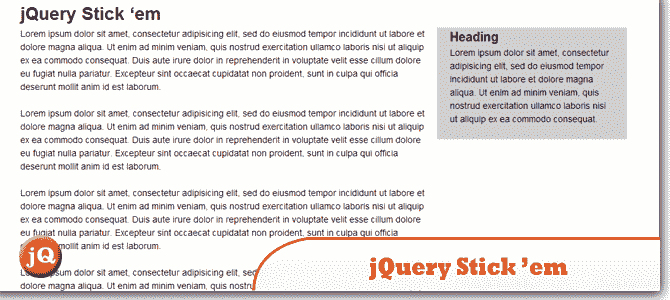 jQuery Stick ‘em
Lorem ipsum dolor sit amet, consectetur adipisicing elit, sed do eiusmod tempor incididunt ut labore et
dolore magna aliqua. Ut enim ad minim veniam, quis nostrud exercitation ullamco laboris nisi ut aliquip
ex ea commodo consequat. Duis aute irure dolor in reprehenderit in voluptate velit esse cillum dolore
eu fugiat nulla pariatur. Excepteur sint occaecat cupidatat non proident, sunt in culpa qui officia
deserunt mollit anim id est laborum.
Lorem ipsum dolor sit amet, consectetur adipisicing elit, sed do eiusmod tempor incididunt ut labore et
dolore magna aliqua. Ut enim ad minim veniam, quis nostrud exercitation ullamco laboris nisi ut aliquip
ex ea commodo consequat. Duis aute irure dolor in reprehenderit in voluptate velit esse cillum dolore
eu fugiat nulla pariatur. Excepteur sint occaecat cupidatat non proident, sunt in culpa qui officia
deserunt mollit anim id est laborum.
Lorem ipsum dolor sit amet, consectetur adipisicing elit, sed do eiusmod tempor incididunt ut labore et
dolore magna aliqua. Ut enim ad minim veniam, quis nostrud exercitation ullamco laboris nisi ut aliquip
ex ea commodo consequat. Duis aute irure dolor in reprehenderit in voluptate velit esse cillum dolore
eu fugiat nulla pariatur. Excepteur sint occaecat cupidatat non proident, sunt in culpa qui officia
mollit anim id est laborum.
ipsum dolor sit amet, consectetur adipisicing elit, sed
dolore magna aliqua. Ut enim ad minim veniam, quis nostrud
Heading
Lorem ipsum dolor sit amet, consectetur
adipisicing elit, sed do eiusmod tempor
incididunt ut labore et dolore magna
aliqua. Ut enim ad minim veniam, quis
nostrud exercitation ullamco laboris nisi
ut aliquip ex ea commodo consequat.
jQ
jQuery Stick ’em